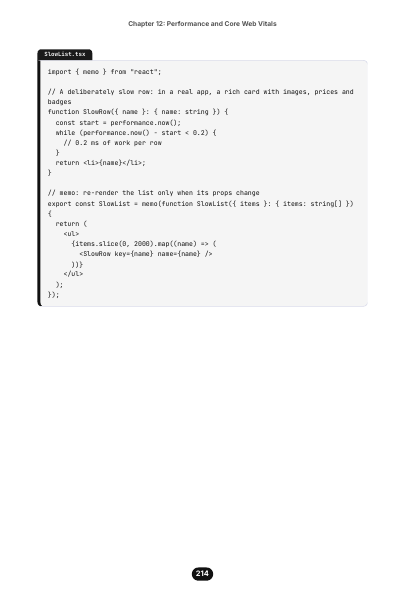 Chapter 12: Performance and Core Web Vitals
SlowList.tsx
import { memo } from "react";
// A deliberately slow row: in a real app, a rich card with images, prices and
badges
function SlowRow({ name }: { name: string }) {
  const start = performance.now();
  while (performance.now() - start < 0.2) {
    // 0.2 ms of work per row
  }
  return <li>{name}</li>;
}
// memo: re-render the list only when its props change
export const SlowList = memo(function SlowList({ items }: { items: string[] })
{
  return (
    <ul>
      {items.slice(0, 2000).map((name) => (
        <SlowRow key={name} name={name} />
      ))}
    </ul>
  );
});
214